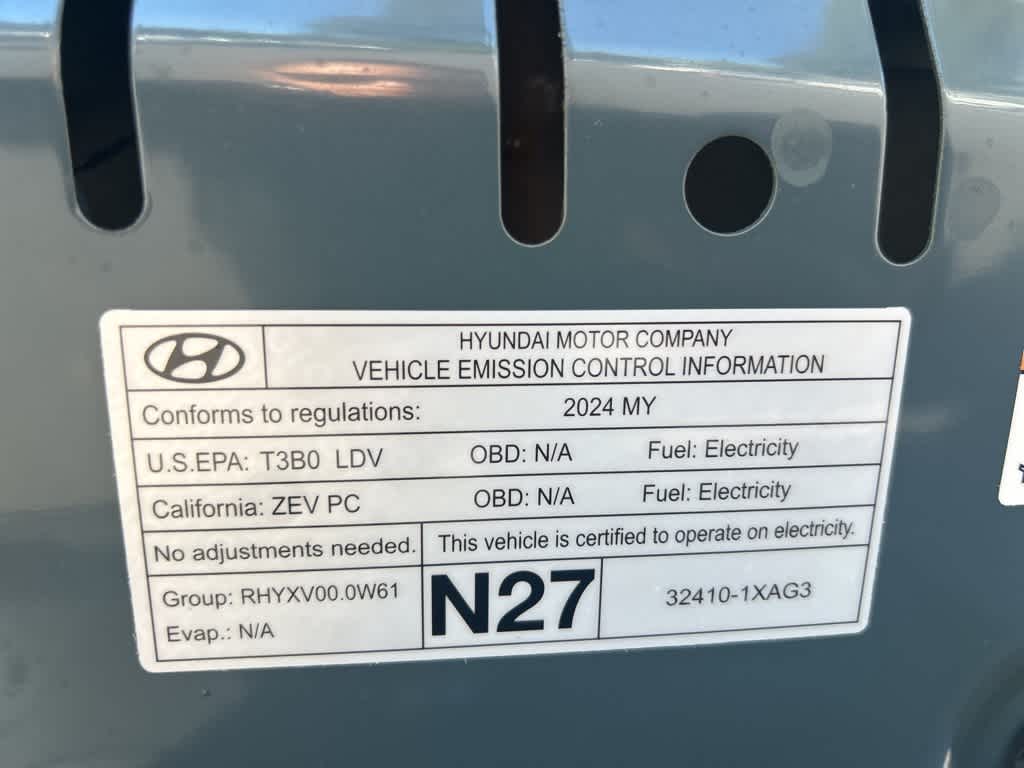 HYUNDAI MOTOR COMPANY
VEHICLE EMISSION CONTROL INFORMATION
Conforms to regulations: 2024 MY
U.S.EPA: T3B0 LDV OBD: N/A Fuel: Electricity
California: ZEV PC OBD: N/A Fuel: Electricity
No adjustments needed. This vehicle is certified to operate on electricity.
Group: RHYXV00.0W61
Evap.: N/A
N27
32410-1XAG3